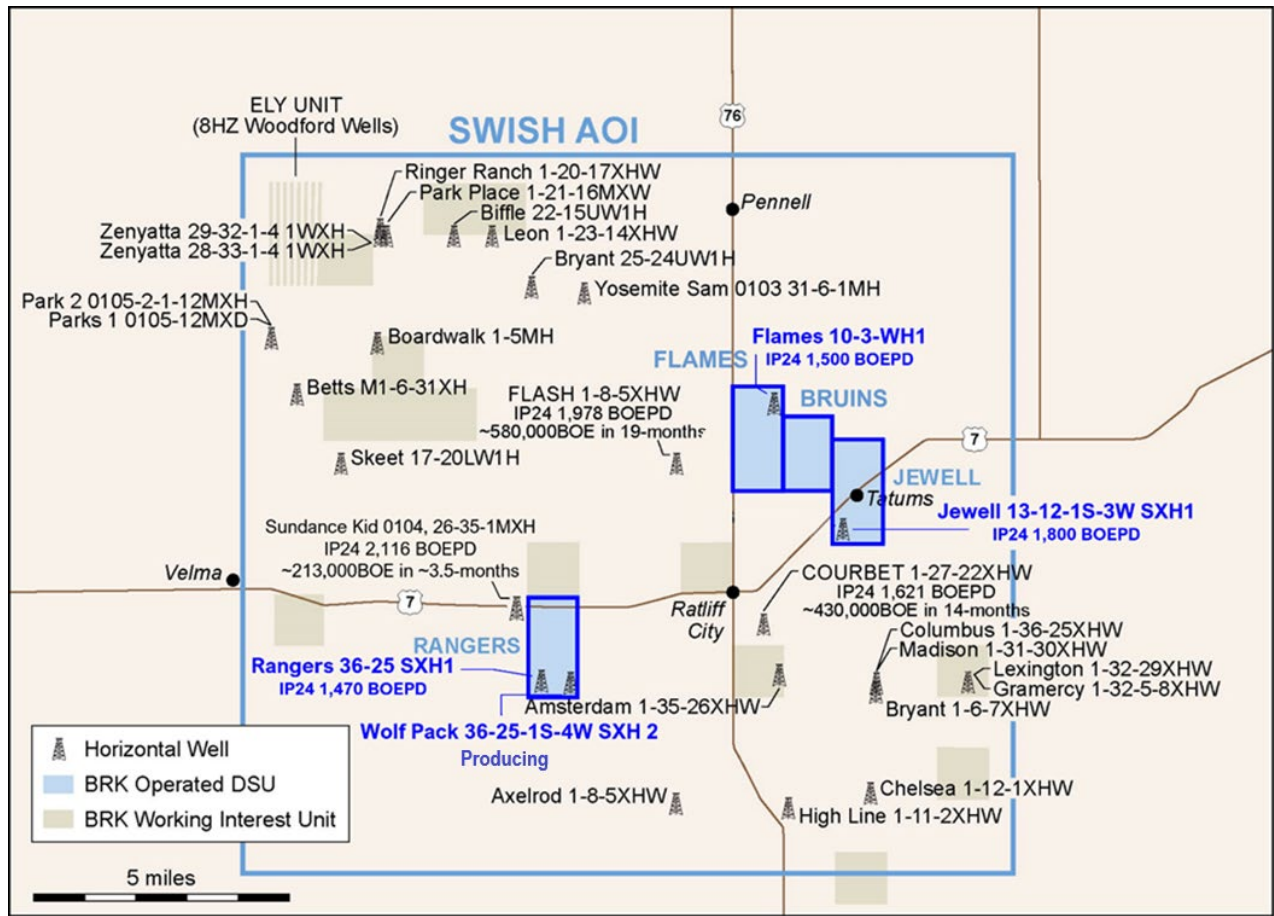 ELY UNIT
(8HZ Woodford Wells)
SWISH AOI
76
Ringer Ranch 1-20-17XHW
Park Place 1-21-16MXW
Biffle 22-15UW1H
Leon 1-23-14XHW
Pennell
Zenyatta 29-32-1-4 1WXH
Zenyatta 28-33-1-4 1WXH
Bryant 25-24UW1H
Yosemite Sam 0103 31-6-1MH
Park 2 0105-2-1-12MXH
Parks 1 0105-12MXD
Boardwalk 1-5MH
Flames 10-3-WH1
IP24 1,500 BOEPD
FLAMES
BRUINS
Betts M1-6-31XH
FLASH 1-8-5XHW
IP24 1,978 BOEPD
~580,000BOE in 19-months
7
Skeet 17-20LW1H
JEWELL
Tatums
Jewell 13-12-1S-3W SXH1
IP24 1,800 BOEPD
Sundance Kid 0104, 26-35-1MXH
IP24 2,116 BOEPD
~213,000BOE in ~3.5-months
Velma
7
COURBET 1-27-22XHW
IP24 1,621 BOEPD
~430,000BOE in 14-months
Ratliff
City
Columbus 1-36-25XHW
Madison 1-31-30XHW
Lexington 1-32-29XHW
Gramercy 1-32-5-8XHW
Bryant 1-6-7XHW
RANGERS
Rangers 36-25 SXH1
IP24 1,470 BOEPD
Amsterdam 1-35-26XHW
Wolf Pack 36-25-1S-4W SXH 2
Producing
Axelrod 1-8-5XHW
Chelsea 1-12-1XHW
High Line 1-11-2XHW
Horizontal Well
BRK Operated DSU
BRK Working Interest Unit
5 miles